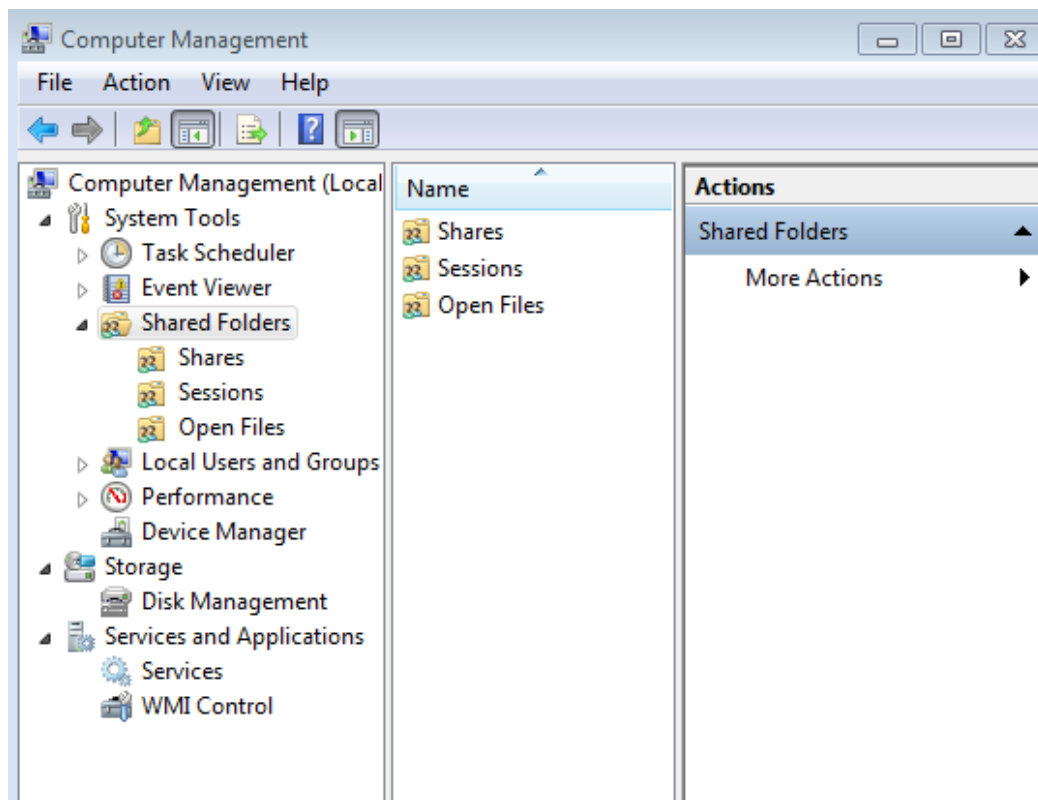 Computer Management
File Action View Help
Computer Management (Local
System Tools
Task Scheduler
Event Viewer
Shared Folders
Shares
Sessions
Open Files
Local Users and Groups
Performance
Device Manager
Storage
Disk Management
Services and Applications
Services
WMI Control
Name
Shares
Sessions
Open Files
Actions
Shared Folders
More Actions